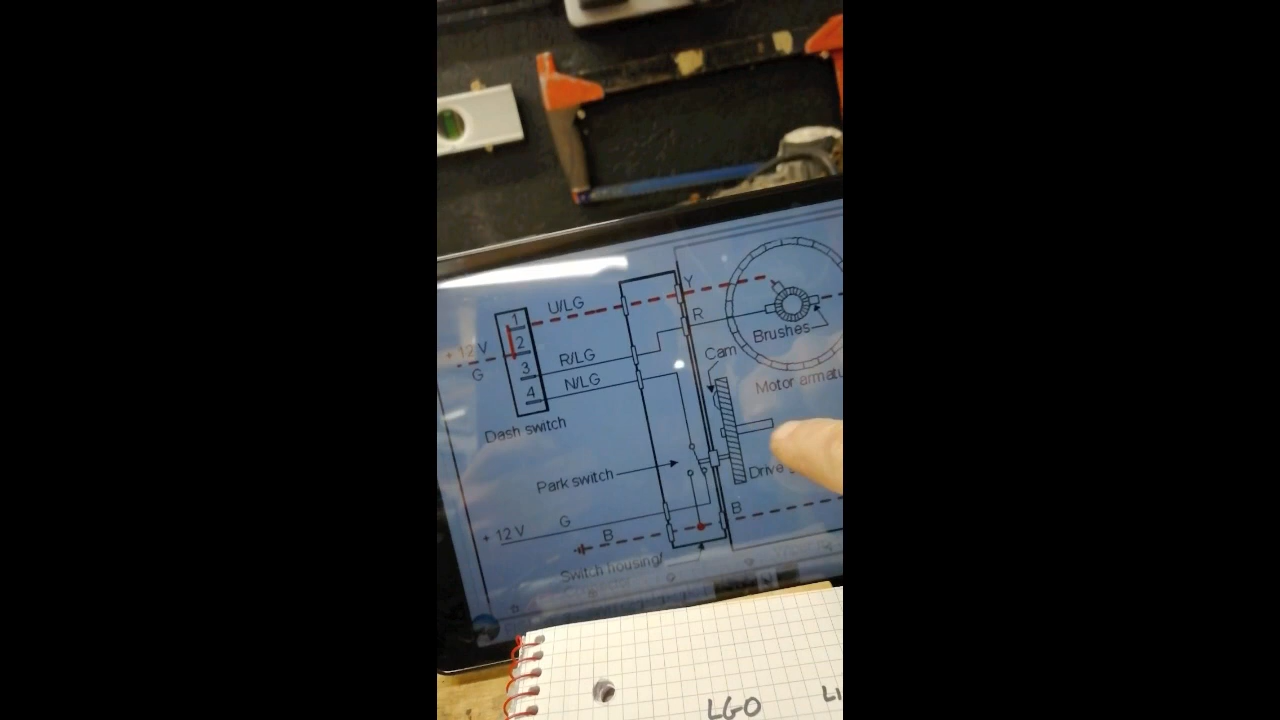 Y
U/LG
1
R
+ 12 V
2
G
3
R/LG
Brushes
Cam
4
N/LG
Motor
Dash switch
Park switch
Drive
B
G
+ 12 V
B
Switch housing/
LGO